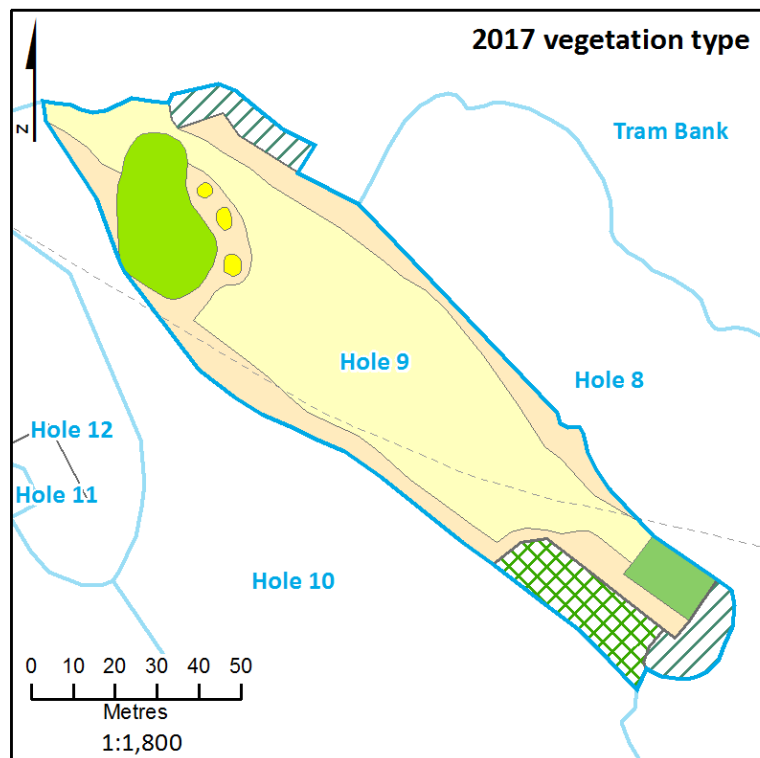 2017 vegetation type
N
Tram Bank
Hole 9
Hole 8
Hole 12
Hole 11
Hole 10
0 10 20 30 40 50
Metres
1:1,800